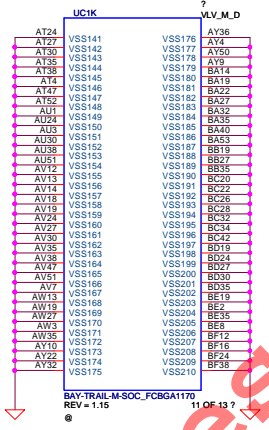 ?
UC1K VLV_M_D
AT24 VSS141 VSS176 AY36
AT27 VSS142 VSS177 AY4
AT30 VSS143 VSS178 AY50
AT35 VSS144 VSS179 AY9
AT38 VSS145 VSS180 BA14
AT4 VSS146 VSS181 BA19
AT47 VSS147 VSS182 BA22
AT52 VSS148 VSS183 BA27
AU1 VSS149 VSS184 BA32
AU24 VSS150 VSS185 BA35
AU3 VSS151 VSS186 BA40
AU30 VSS152 VSS187 BA53
AU38 VSS153 VSS188 BB19
AU51 VSS154 VSS189 BB27
AV12 VSS155 VSS190 BB35
AV13 VSS156 VSS191 BC20
AV14 VSS157 VSS192 BC22
AV18 VSS158 VSS193 BC26
AV19 VSS159 VSS194 BC28
AV24 VSS160 VSS195 BC32
AV27 VSS161 VSS196 BC34
AV30 VSS162 VSS197 BC42
AV35 VSS163 VSS198 BD19
AV38 VSS164 VSS199 BD24
AV47 VSS165 VSS200 BD27
AV51 VSS166 VSS201 BD30
AV7 VSS167 VSS202 BD35
AW13 VSS168 VSS203 BE19
AW19 VSS169 VSS204 BE2
AW27 VSS170 VSS205 BE35
AW3 VSS171 VSS206 BE8
AW35 VSS172 VSS207 BF12
AY10 VSS173 VSS208 BF16
AY22 VSS174 VSS209 BF24
AY32 VSS175 VSS210 BF38
BAY-TRAIL-M-SOC_FCBGA1170
REV = 1.15 11 OF 13 ?
@